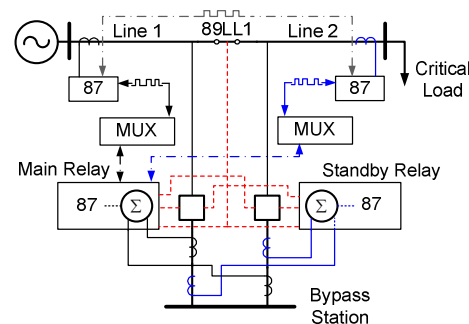 Line 1
89LL1
Line 2
87
87
Critical
Load
MUX
MUX
Main Relay
Standby Relay
87
Σ
Σ
87
Bypass
Station